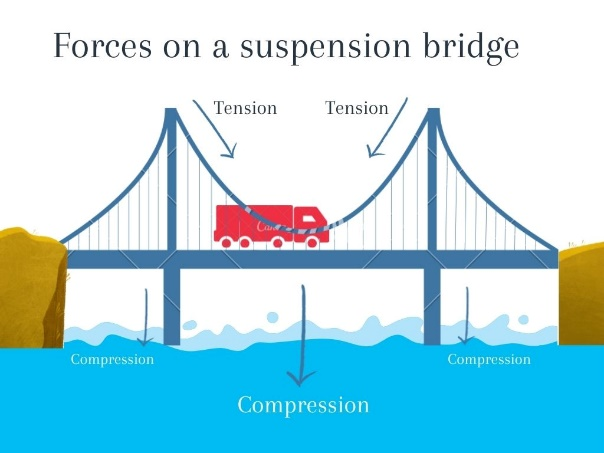 Forces on a suspension bridge
Tension Tension
Compression Compression
Compression